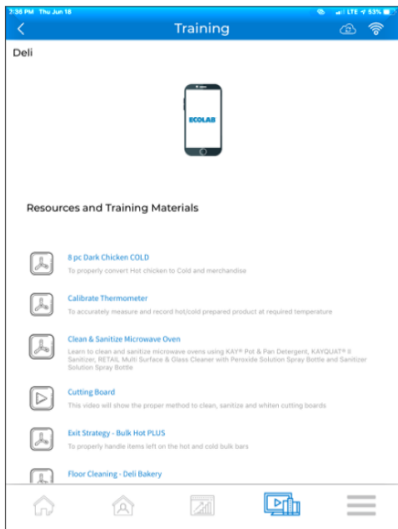 7:36 PM Thu Jun 18
LTE 53%
Training
Deli
ECOLAB
Resources and Training Materials
8 pc Dark Chicken COLD
To properly convert Hot chicken to Cold and merchandise
Calibrate Thermometer
To accurately measure and record hot/cold prepared product at required temperature
Clean & Sanitize Microwave Oven
Learn to clean and sanitize microwave ovens using KAY® Pot & Pan Detergent, KAYQUAT® II
Sanitizer, RETAIL Multi Surface & Glass Cleaner with Peroxide Solution Spray Bottle and Sanitizer
Solution Spray Bottle
Cutting Board
This video will show the proper method to clean, sanitize and whiten cutting boards
Exit Strategy - Bulk Hot PLUS
To properly handle items left on the hot and cold bulk bars
Floor Cleaning - Deli Bakery